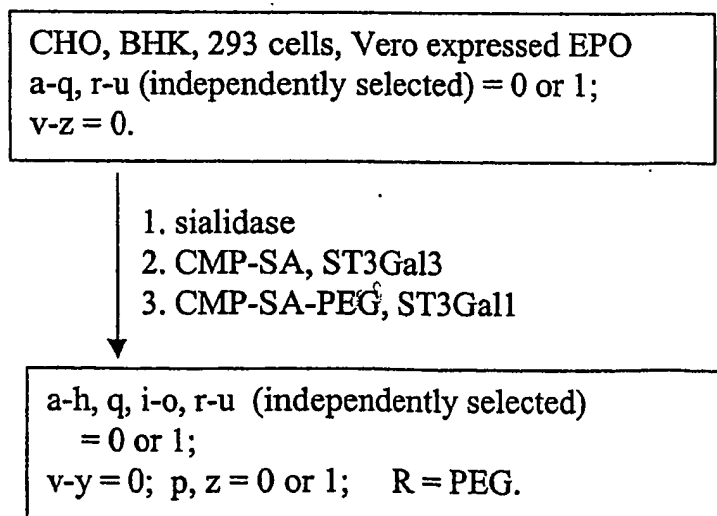 CHO, BHK, 293 cells, Vero expressed EPO
a-q, r-u (independently selected) = 0 or 1;
v-z = 0.
1. sialidase
2. CMP-SA, ST3Gal3
3. CMP-SA-PEG, ST3Gal1
a-h, q, i-o, r-u (independently selected)
= 0 or 1;
v-y = 0; p, z = 0 or 1; R = PEG.